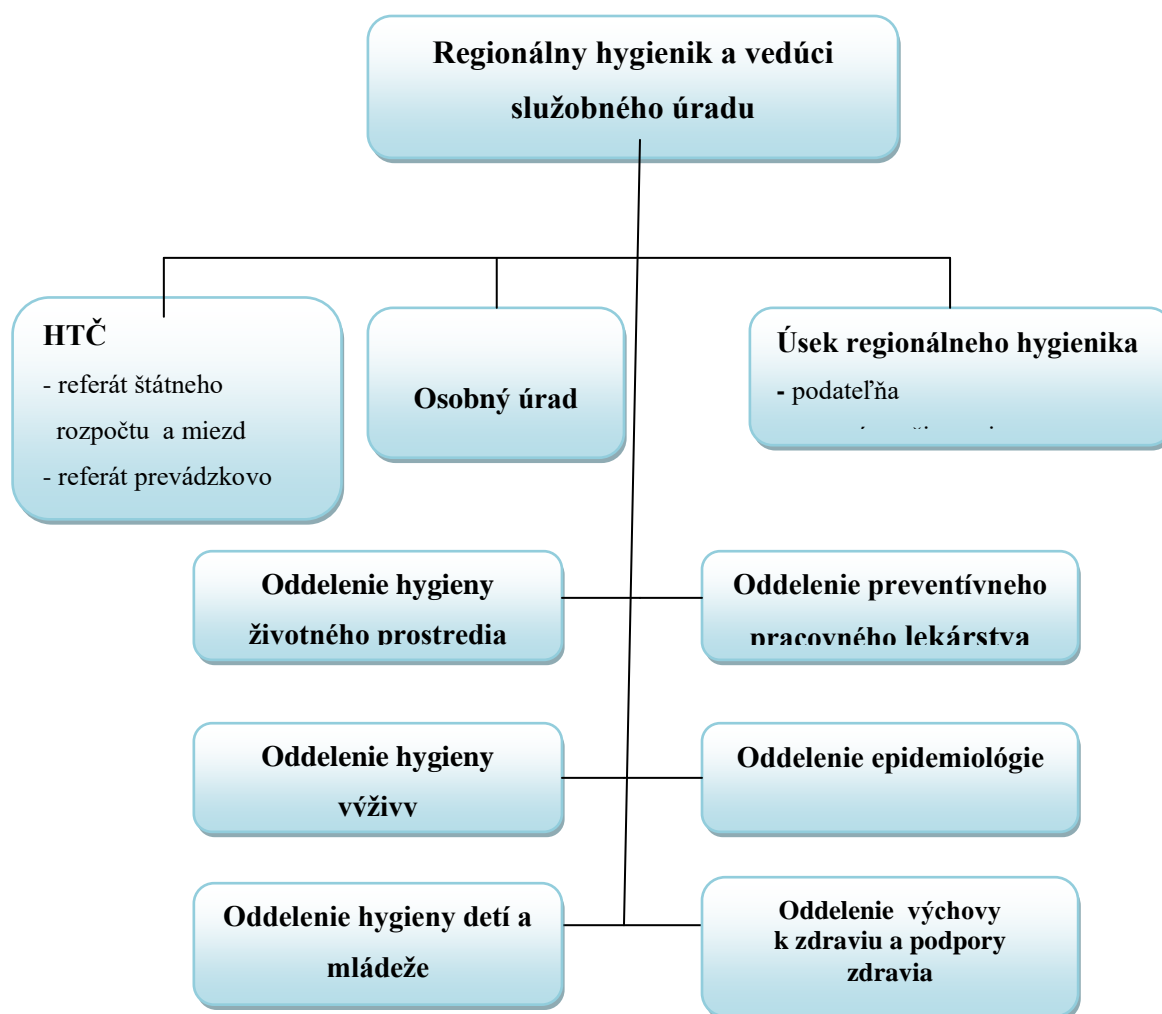 Regionálny hygienik a vedúci
služobného úradu
HTČ
- referát štátneho
rozpočtu a miezd
- referát prevádzkovo
Osobný úrad
Úsek regionálneho hygienika
- podateľňa
Oddelenie hygieny
životného prostredia
Oddelenie preventívneho
pracovného lekárstva
Oddelenie hygieny
výživy
Oddelenie epidemiológie
Oddelenie hygieny detí a
mládeže
Oddelenie výchovy
k zdraviu a podpory
zdravia